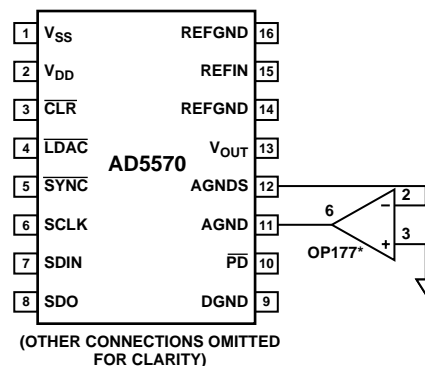 1 VSS REFGND 16
2 VDD REFIN 15
3 CLR REFGND 14
4 LDAC VOUT 13
AD5570
5 SYNC AGNDS 12
6 SCLK AGND 11
7 SDIN PD 10
8 SDO DGND 9
2
6
–
3
+
OP177*
(OTHER CONNECTIONS OMITTED
FOR CLARITY)